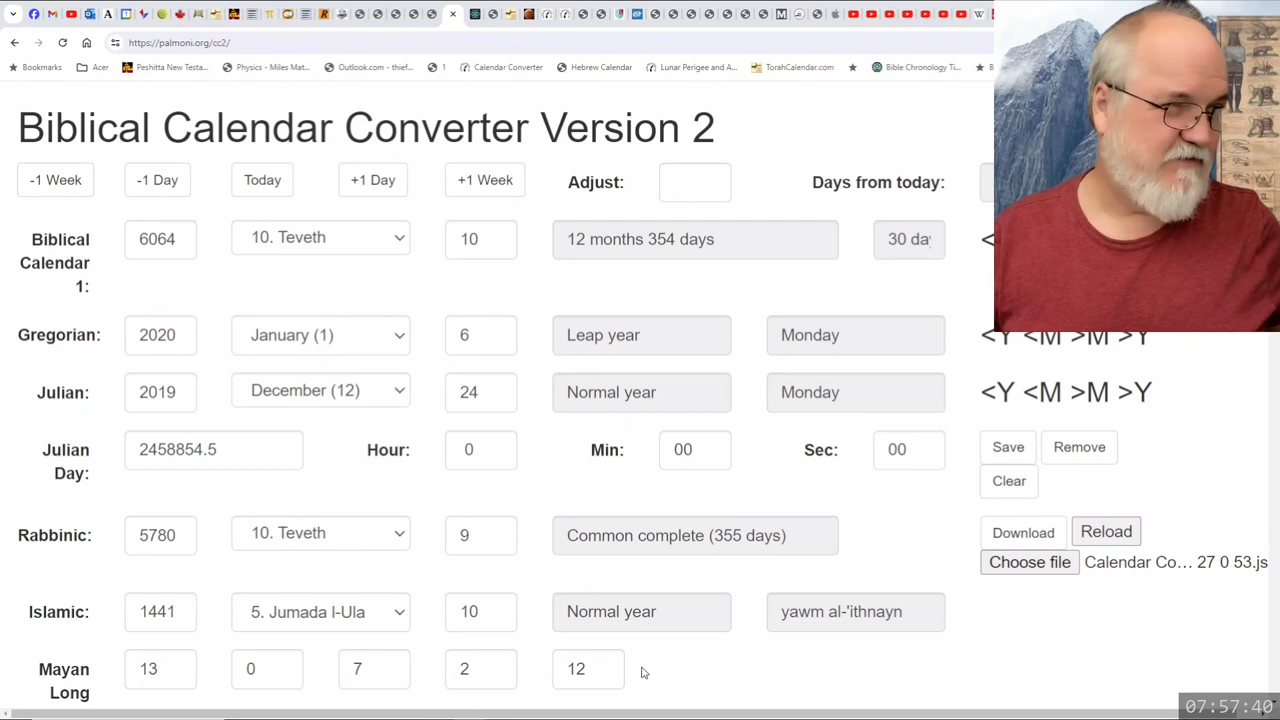 https://palmoni.org/cc2/
Bookmarks Acer Peshitta New Testa... Physics - Miles Mat... Outlook.com - thief... 1 Calendar Converter Hebrew Calendar Lunar Perigee and A... TorahCalendar.com Bible Chronology Ti...
Biblical Calendar Converter Version 2
-1 Week -1 Day Today +1 Day +1 Week Adjust: Days from today:
Biblical Calendar 1: 6064 10. Teveth 10 12 months 354 days 30 da
Gregorian: 2020 January (1) 6 Leap year Monday <Y <M >M >Y
Julian: 2019 December (12) 24 Normal year Monday <Y <M >M >Y
Julian Day: 2458854.5 Hour: 0 Min: 00 Sec: 00 Save Remove
Clear
Rabbinic: 5780 10. Teveth 9 Common complete (355 days) Download Reload
Choose file Calendar Co... 27 0 53.js
Islamic: 1441 5. Jumada l-Ula 10 Normal year yawm al-'ithnayn
Mayan Long 13 0 7 2 12
07:57:40